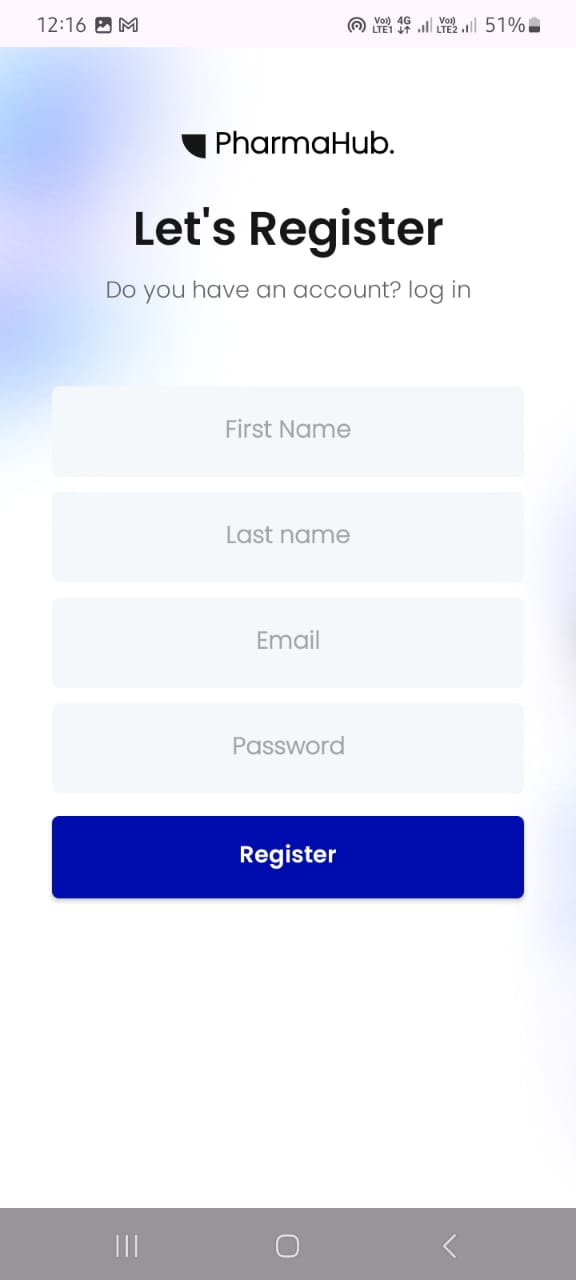 12:16 Vo)) LTE1 4G Vo)) LTE2 51%
PharmaHub.
Let's Register
Do you have an account? log in
First Name
Last name
Email
Password
Register